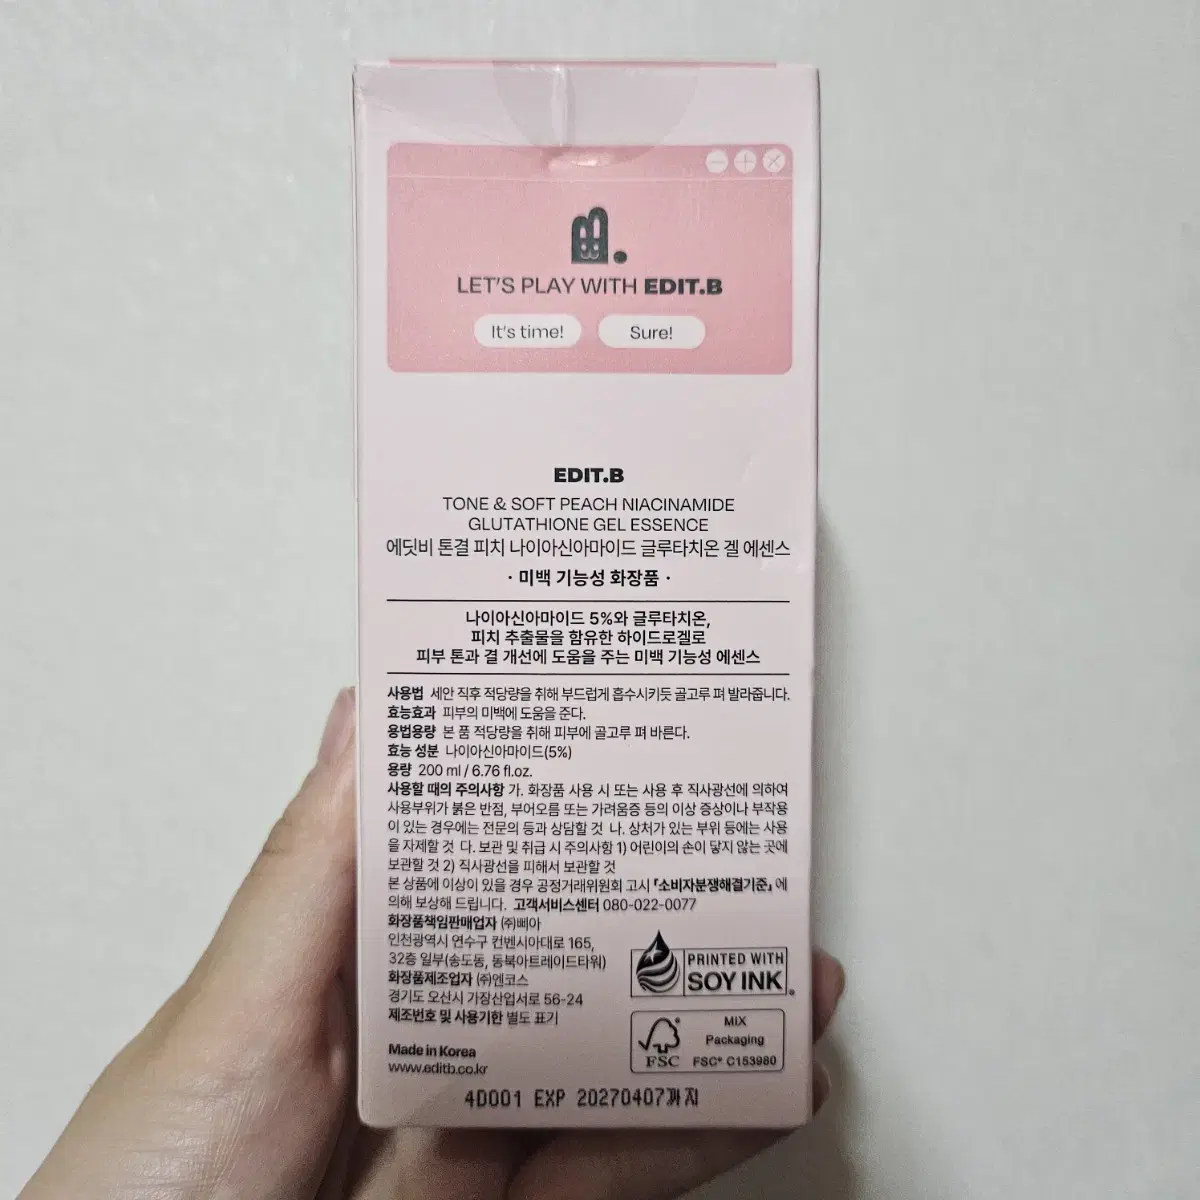 LET'S PLAY WITH EDIT.B
It's time!
Sure!
EDIT.B
TONE & SOFT PEACH NIACINAMIDE
GLUTATHIONE GEL ESSENCE
에딧비 톤결 피치 나이아신아마이드 글루타치온 겔 에센스
· 미백 기능성 화장품 ·
나이아신아마이드 5%와 글루타치온,
피치 추출물을 함유한 하이드로겔로
피부 톤과 결 개선에 도움을 주는 미백 기능성 에센스
사용법 세안 직후 적당량을 취해 부드럽게 흡수시키듯 골고루 펴 발라줍니다.
효능효과 피부의 미백에 도움을 준다.
용법용량 본 품 적당량을 취해 피부에 골고루 펴 바른다.
효능 성분 나이아신아마이드(5%)
용량 200 ml / 6.76 fl.oz.
사용할 때의 주의사항 가. 화장품 사용 시 또는 사용 후 직사광선에 의하여
사용부위가 붉은 반점, 부어오름 또는 가려움증 등의 이상 증상이나 부작용
이 있는 경우에는 전문의 등과 상담할 것 나. 상처가 있는 부위 등에는 사용
을 자제할 것 다. 보관 및 취급 시 주의사항 1) 어린이의 손이 닿지 않는 곳에
보관할 것 2) 직사광선을 피해서 보관할 것
본 상품에 이상이 있을 경우 공정거래위원회 고시 「소비자분쟁해결기준」에
의해 보상해 드립니다. 고객서비스센터 080-022-0077
화장품책임판매업자 ㈜삐아
인천광역시 연수구 컨벤시아대로 165,
32층 일부(송도동, 동북아트레이드타워)
화장품제조업자 ㈜엔코스
경기도 오산시 가장산업서로 56-24
제조번호 및 사용기한 별도 표기
PRINTED WITH
SOY INK
MIX
Packaging
FSC® C153980
FSC
Made in Korea
www.editb.co.kr
4D001 EXP 20270407까지